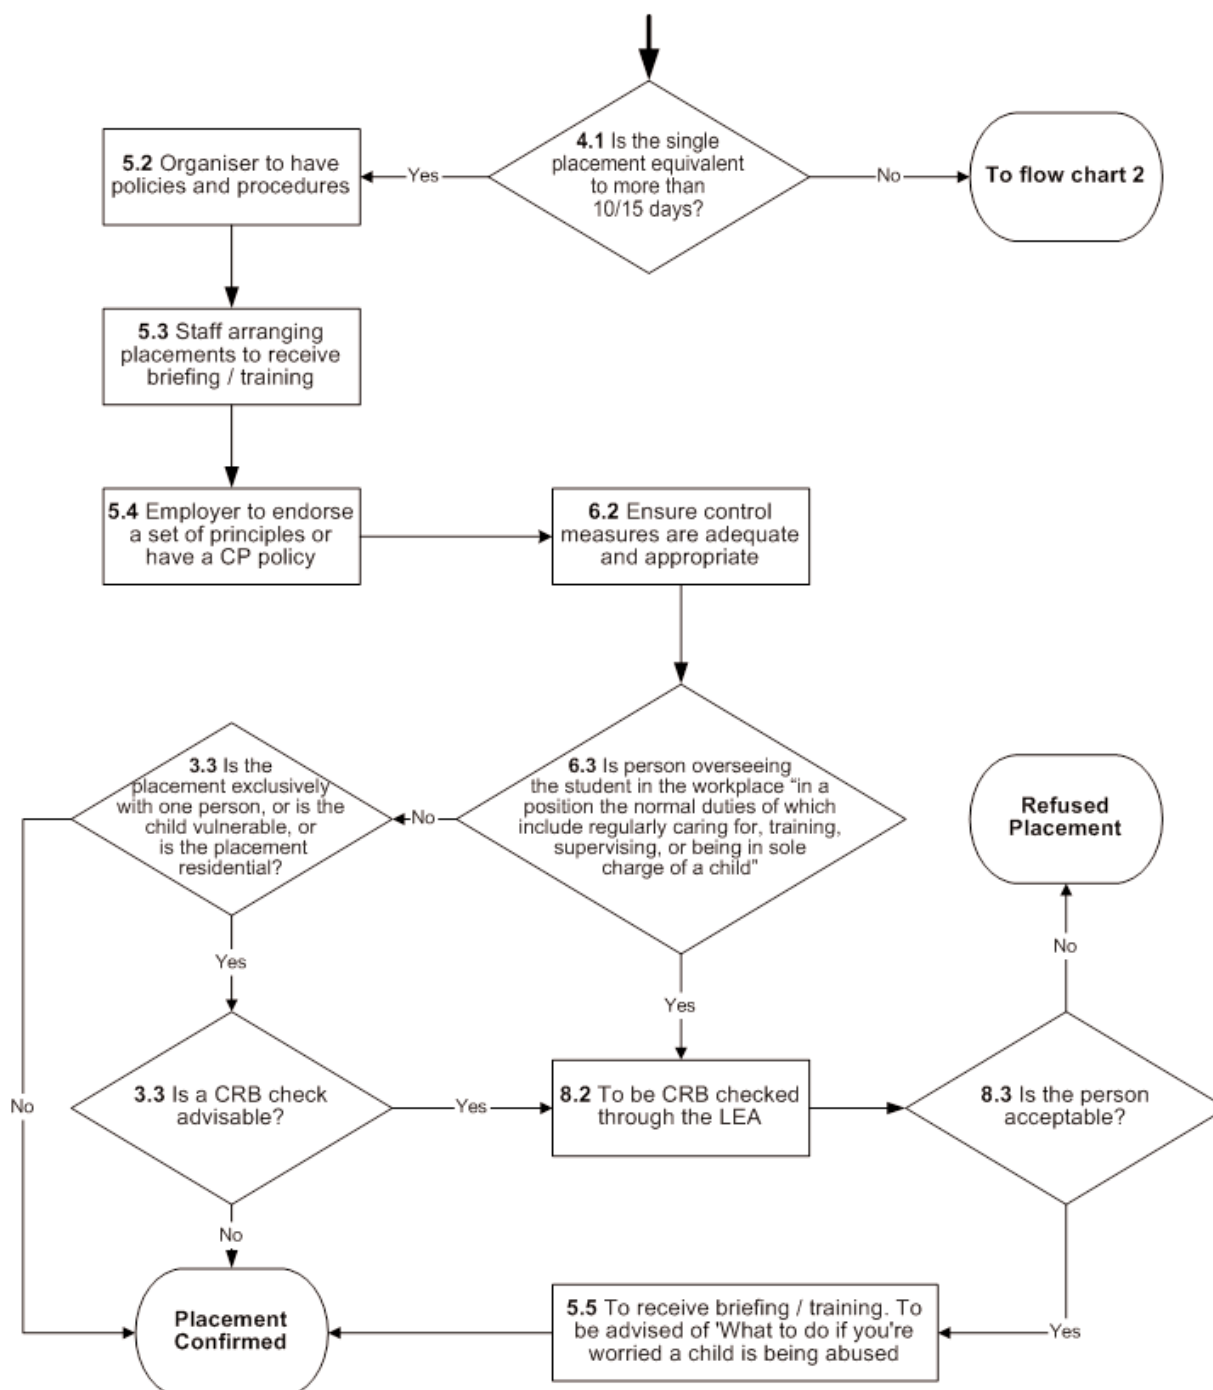 4.1 Is the single
placement equivalent
to more than
10/15 days?
Yes
No
To flow chart 2
5.2 Organiser to have
policies and procedures
5.3 Staff arranging
placements to receive
briefing / training
5.4 Employer to endorse
a set of principles or
have a CP policy
6.2 Ensure control
measures are adequate
and appropriate
6.3 Is person overseeing
the student in the workplace “in a
position the normal duties of which
include regularly caring for, training,
supervising, or being in sole
charge of a child”
No
Yes
3.3 Is the
placement exclusively
with one person, or is the
child vulnerable, or
is the placement
residential?
Yes
No
3.3 Is a CRB check
advisable?
Yes
No
8.2 To be CRB checked
through the LEA
8.3 Is the person
acceptable?
No
Refused
Placement
Yes
5.5 To receive briefing / training. To
be advised of 'What to do if you're
worried a child is being abused
Placement
Confirmed